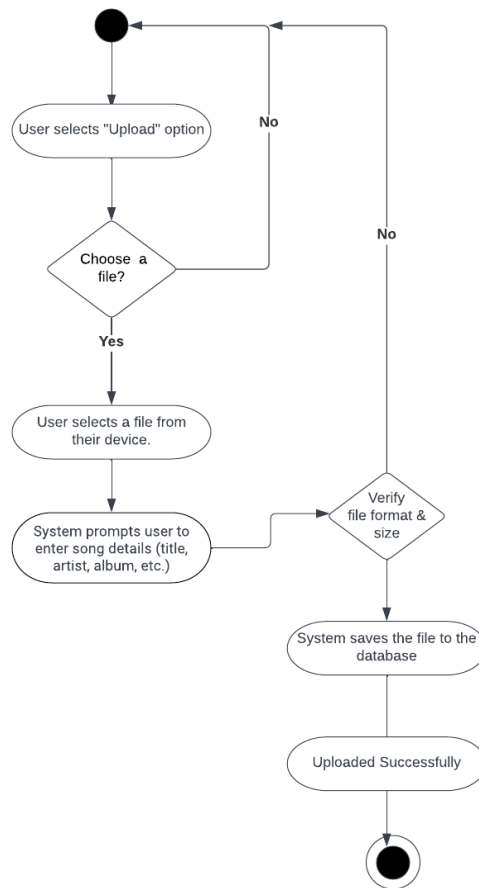 No
User selects "Upload" option
No
Choose a
file?
Yes
User selects a file from
their device.
System prompts user to
enter song details (title,
artist, album, etc.)
Verify
file format &
size
System saves the file to the
database
Uploaded Successfully